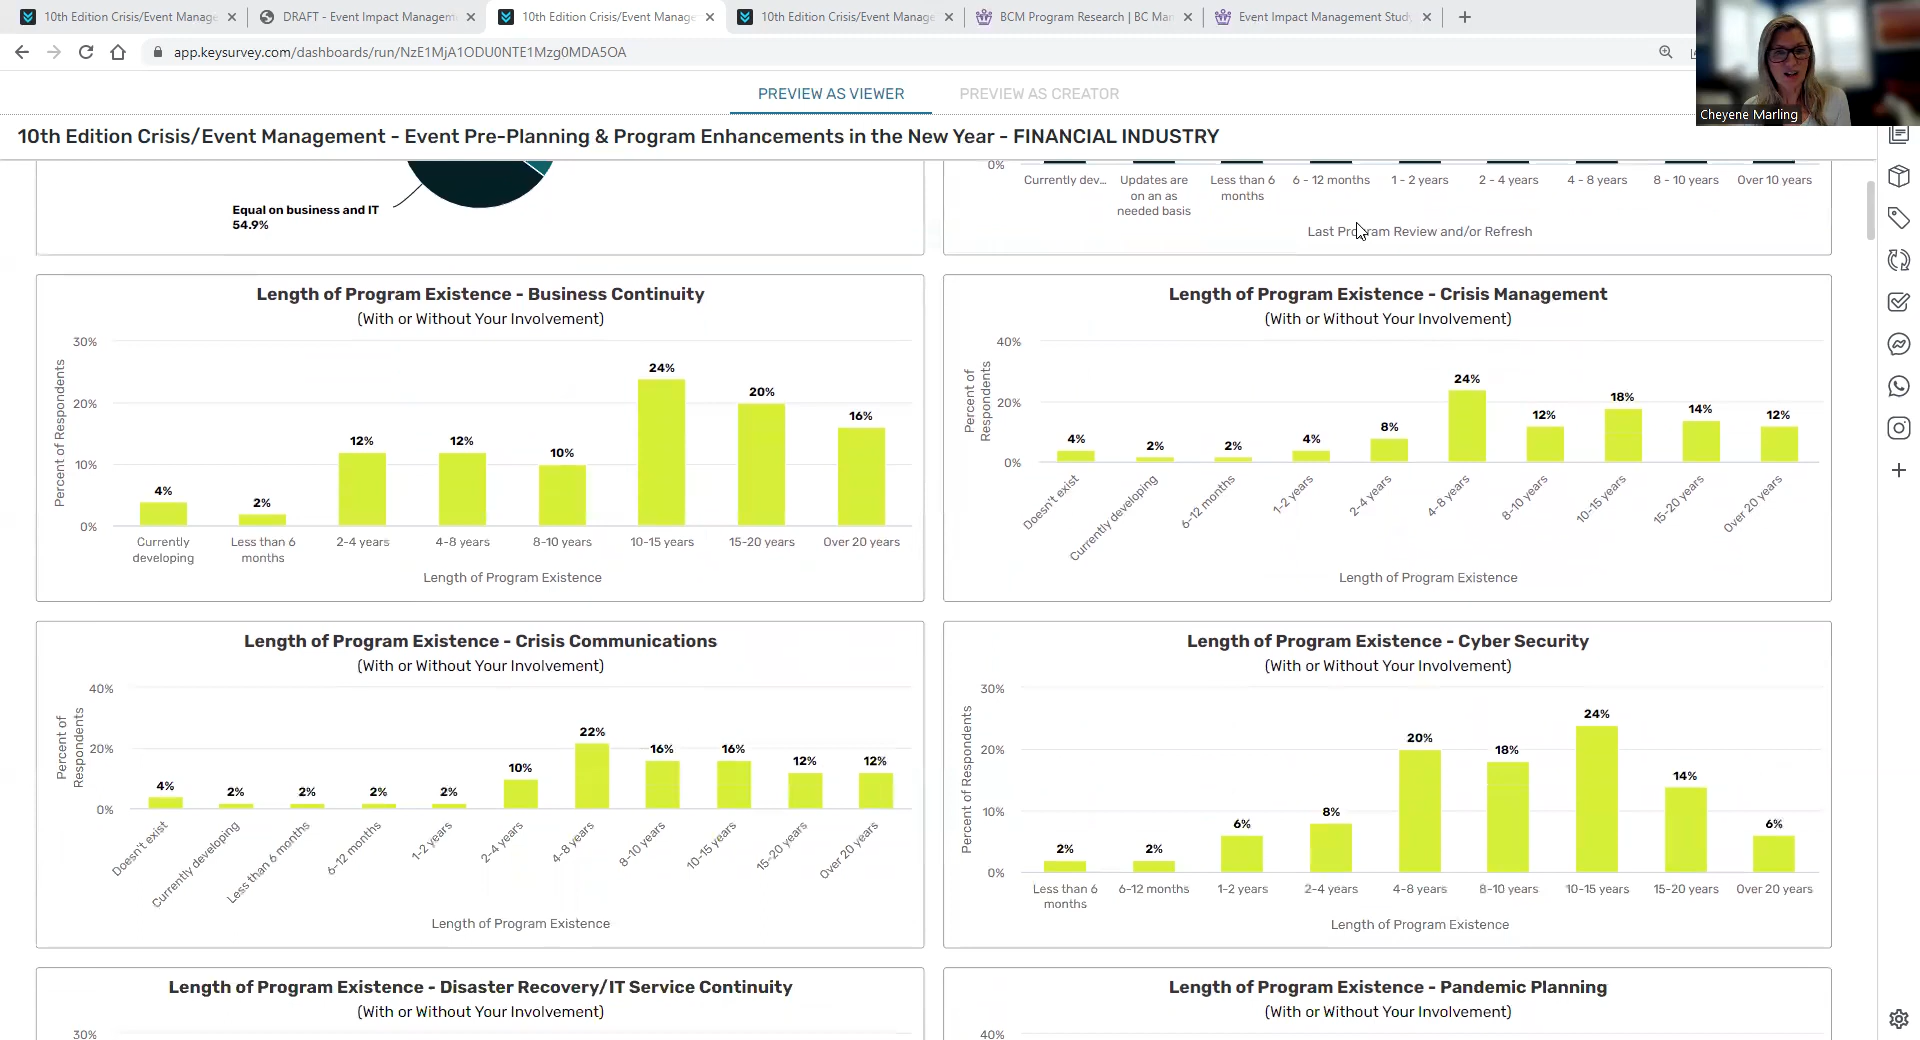 10th Edition Crisis/Event Manage
DRAFT - Event Impact Managem
10th Edition Crisis/Event Manage
10th Edition Crisis/Event Manage
BCM Program Research | BC Man
Event Impact Management Study
app.keysurvey.com/dashboards/run/NzE1MjA1ODU0NTE1Mzg0MDA5OA
Cheyene Marling
PREVIEW AS VIEWER
PREVIEW AS CREATOR
10th Edition Crisis/Event Management - Event Pre-Planning & Program Enhancements in the New Year - FINANCIAL INDUSTRY
Equal on business and IT
54.9%
0%
Currently dev...
Updates are
on an as
needed basis
Less than 6
months
6 - 12 months
1 - 2 years
2 - 4 years
4 - 8 years
8 - 10 years
Over 10 years
Last Program Review and/or Refresh
Length of Program Existence - Business Continuity
(With or Without Your Involvement)
Percent of Respondents
30%
20%
10%
0%
4%
2%
12%
12%
10%
24%
20%
16%
Currently
developing
Less than 6
months
2-4 years
4-8 years
8-10 years
10-15 years
15-20 years
Over 20 years
Length of Program Existence
Length of Program Existence - Crisis Management
(With or Without Your Involvement)
Percent of
Respondents
40%
20%
0%
4%
2%
2%
4%
8%
24%
12%
18%
14%
12%
Doesn't exist
Currently developing
6-12 months
1-2 years
2-4 years
4-8 years
8-10 years
10-15 years
15-20 years
Over 20 years
Length of Program Existence
Length of Program Existence - Crisis Communications
(With or Without Your Involvement)
Percent of
Respondents
40%
20%
0%
4%
2%
2%
2%
2%
10%
22%
16%
16%
12%
12%
Doesn't exist
Currently developing
Less than 6 months
6-12 months
1-2 years
2-4 years
4-8 years
8-10 years
10-15 years
15-20 years
Over 20 years
Length of Program Existence
Length of Program Existence - Cyber Security
(With or Without Your Involvement)
Percent of Respondents
30%
20%
10%
0%
2%
2%
6%
8%
20%
18%
24%
14%
6%
Less than 6
months
6-12 months
1-2 years
2-4 years
4-8 years
8-10 years
10-15 years
15-20 years
Over 20 years
Length of Program Existence
Length of Program Existence - Disaster Recovery/IT Service Continuity
(With or Without Your Involvement)
30%
Length of Program Existence - Pandemic Planning
(With or Without Your Involvement)
40%